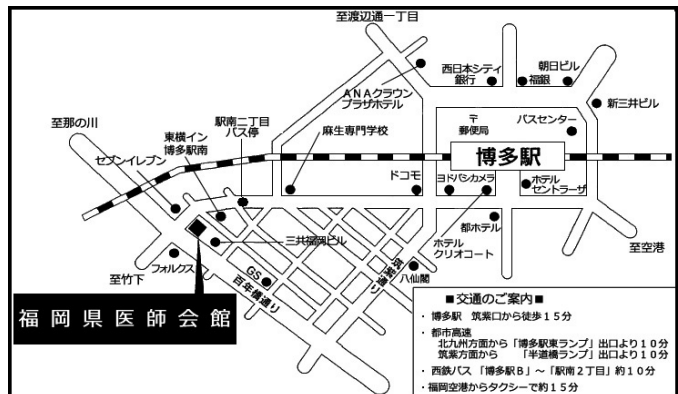 至渡辺通一丁目
西日本シティ
銀行
福銀
朝日ビル
ANAクラウン
プラザホテル
新三井ビル
至那の川
駅南二丁目
バス停
東横イン
博多駅南
麻生専門学校
〒
郵便局
バスセンター
セブンイレブン
博多駅
ドコモ
ヨドバシカメラ
ホテル
セントラーザ
都ホテル
三共福岡ビル
ホテル
クリオコート
至空港
フォルクス
至竹下
GS
百年橋通り
筑紫通り
八仙閣
福岡県医師会館
■交通のご案内■
・博多駅 筑紫口から徒歩15分
・都市高速
北九州方面から「博多駅東ランプ」出口より10分
筑紫方面から 「半道橋ランプ」出口より10分
・西鉄バス「博多駅B」~「駅南2丁目」約10分
・福岡空港からタクシーで約15分